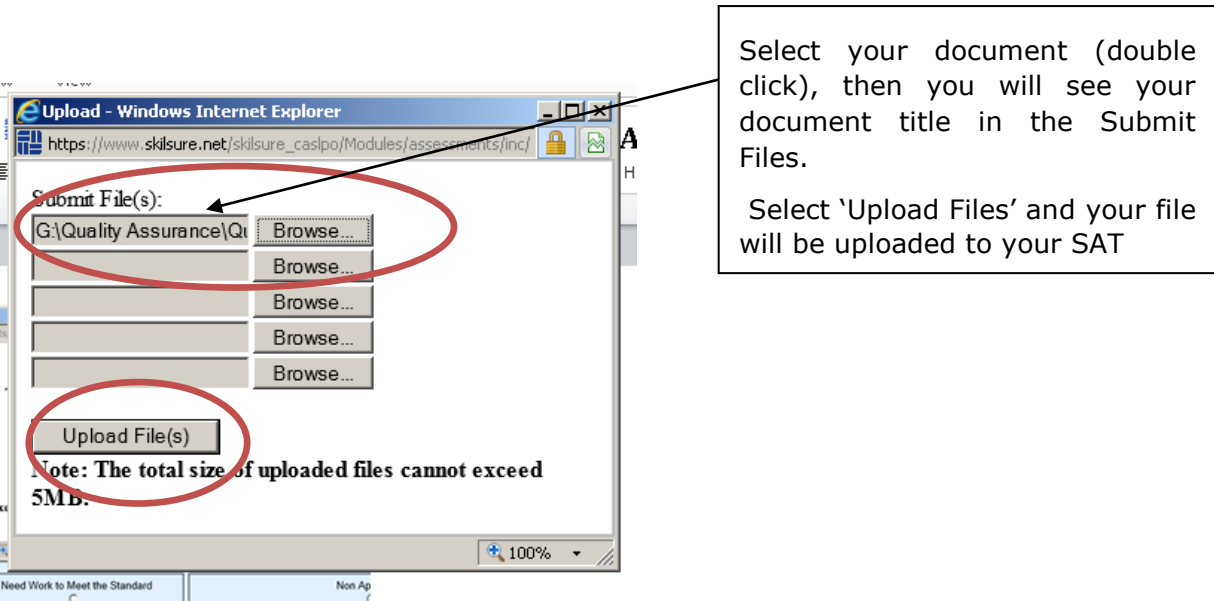 Select your document (double
click), then you will see your
document title in the Submit
Files.
Select ‘Upload Files’ and your file
will be uploaded to your SAT
Upload - Windows Internet Explorer
https://www.skilsure.net/skilsure_caslpo/Modules/assessments/inc/
Submit File(s):
G:\Quality Assurance\Qu Browse...
Browse...
Browse...
Browse...
Browse...
Upload File(s)
Note: The total size of uploaded files cannot exceed
5MB.
100%
Need Work to Meet the Standard
Non Ap